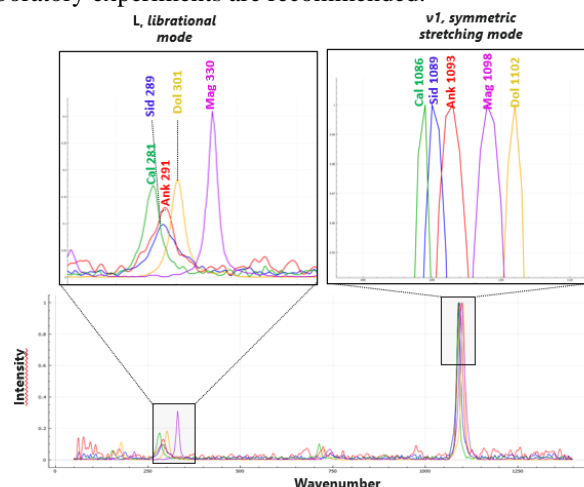 oratory experiments are recommended.
L, librational
mode
ν1, symmetric
stretching mode
Cal 281
Sid 289
Ank 291
Dol 301
Mag 330
Cal 1086
Sid 1089
Ank 1093
Mag 1098
Dol 1102
Intensity
1
0.8
0.6
0.4
0.2
0
0
250
500
750
1000
1250
Wavenumber